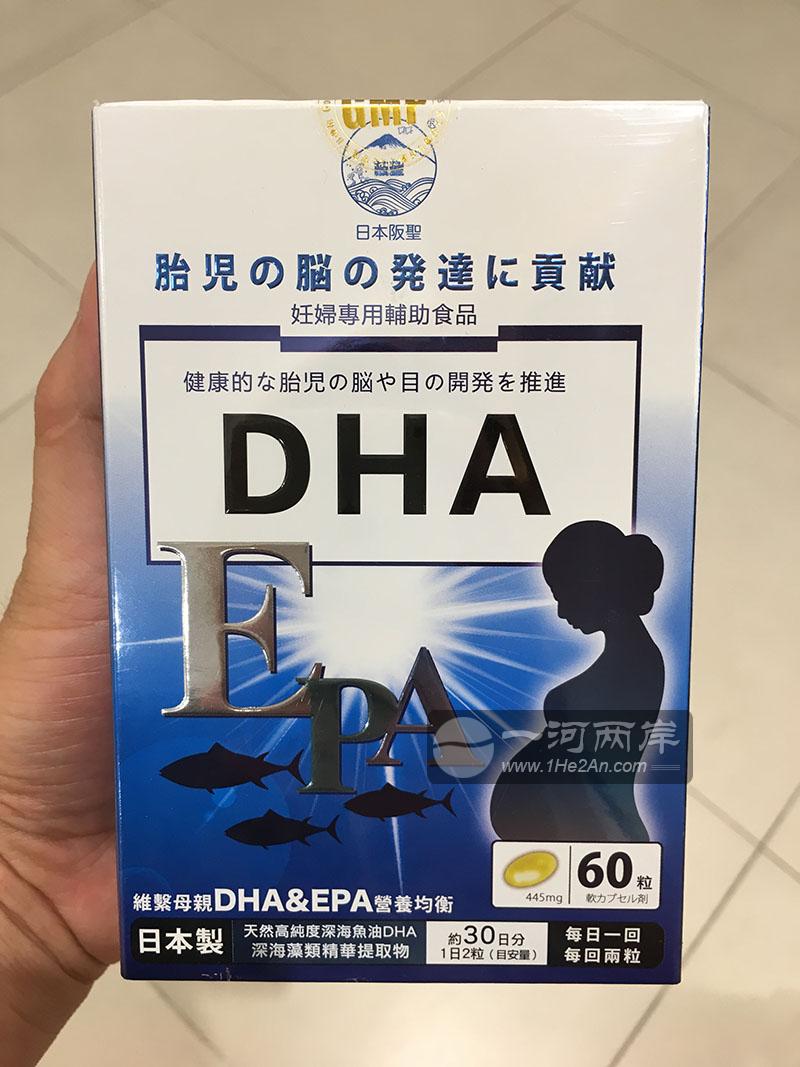 GMP
日本阪聖
胎児の脳の発達に貢献
妊婦專用輔助食品
健康的な胎児の脳や目の開発を推進
DHA
EPA
一河两岸
www.1He2An.com
445mg
60粒
軟カプセル剤
維繫母親DHA&EPA營養均衡
日本製
天然高純度深海魚油DHA
深海藻類精華提取物
約30日分
1日2粒（目安量）
每日一回
每回兩粒